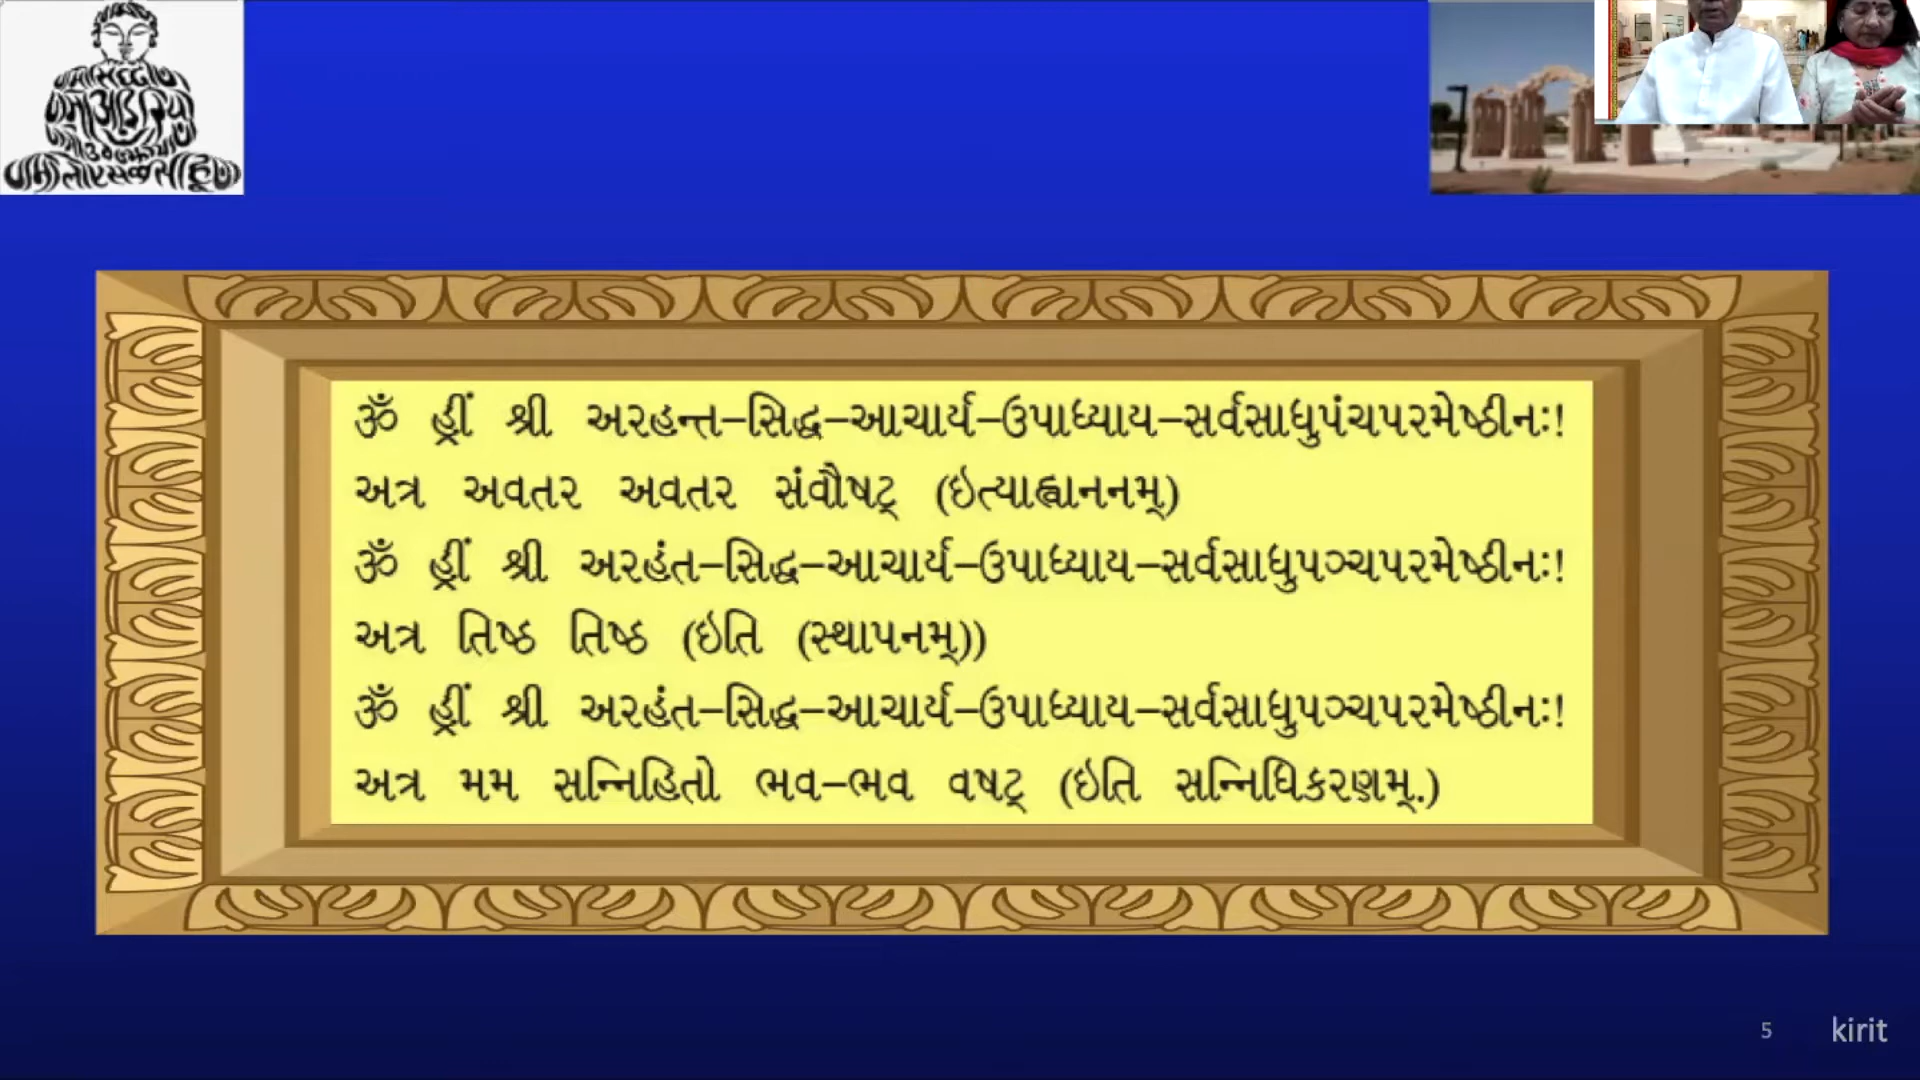 ૐ હ્રીં શ્રી અરહન્ત–સિદ્ધ–આચાર્ય–ઉપાધ્યાય–સર્વસાધુપંચપરમેષ્ઠીનઃ!
અત્ર અવતર અવતર સંવૌષટ્ (ઇત્યાહ્વાનનમ્)
ૐ હ્રીં શ્રી અરહંત–સિદ્ધ–આચાર્ય–ઉપાધ્યાય–સર્વસાધુપઞ્ચપરમેષ્ઠીનઃ!
અત્ર તિષ્ઠ તિષ્ઠ (ઇતિ (સ્થાપનમ્))
ૐ હ્રીં શ્રી અરહંત–સિદ્ધ–આચાર્ય–ઉપાધ્યાય–સર્વસાધુપઞ્ચપરમેષ્ઠીનઃ!
અત્ર મમ સન્નિહિતો ભવ–ભવ વષટ્ (ઇતિ સન્નિધિકરણમ્.)
5 kirit